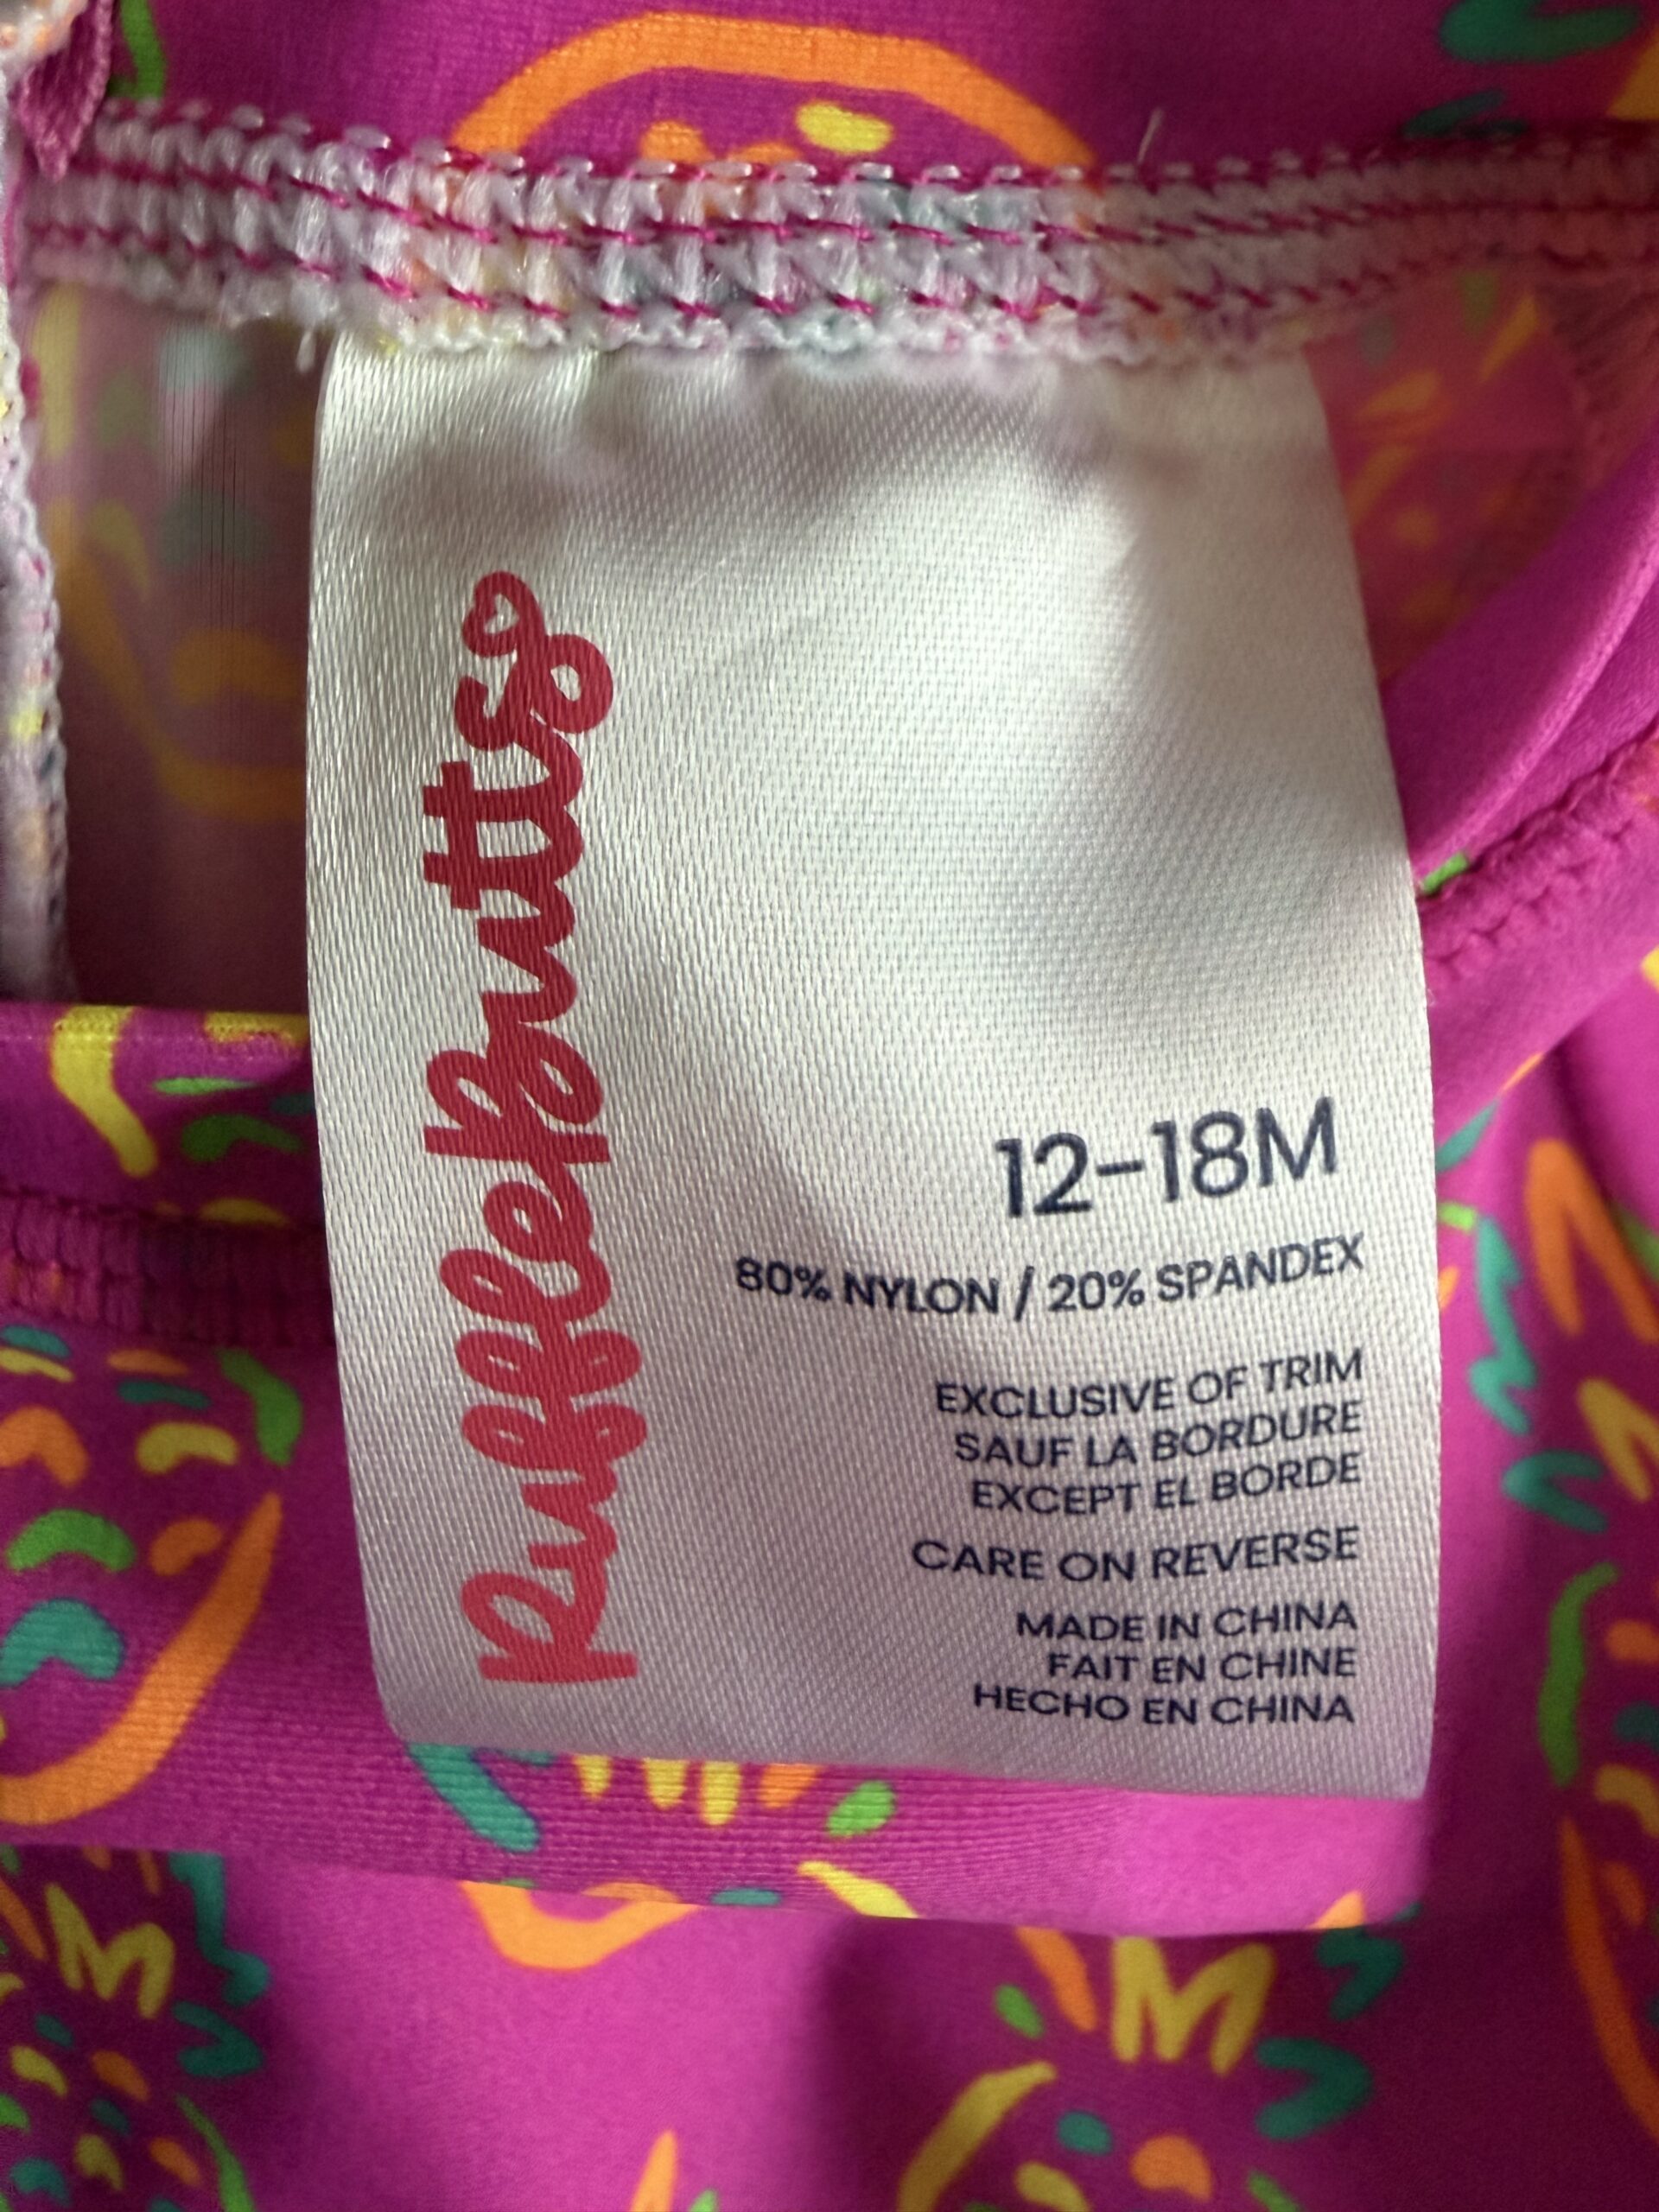 RuffleButts
12-18M
80% NYLON / 20% SPANDEX
EXCLUSIVE OF TRIM
SAUF LA BORDURE
EXCEPT EL BORDE
CARE ON REVERSE
MADE IN CHINA
FAIT EN CHINE
HECHO EN CHINA